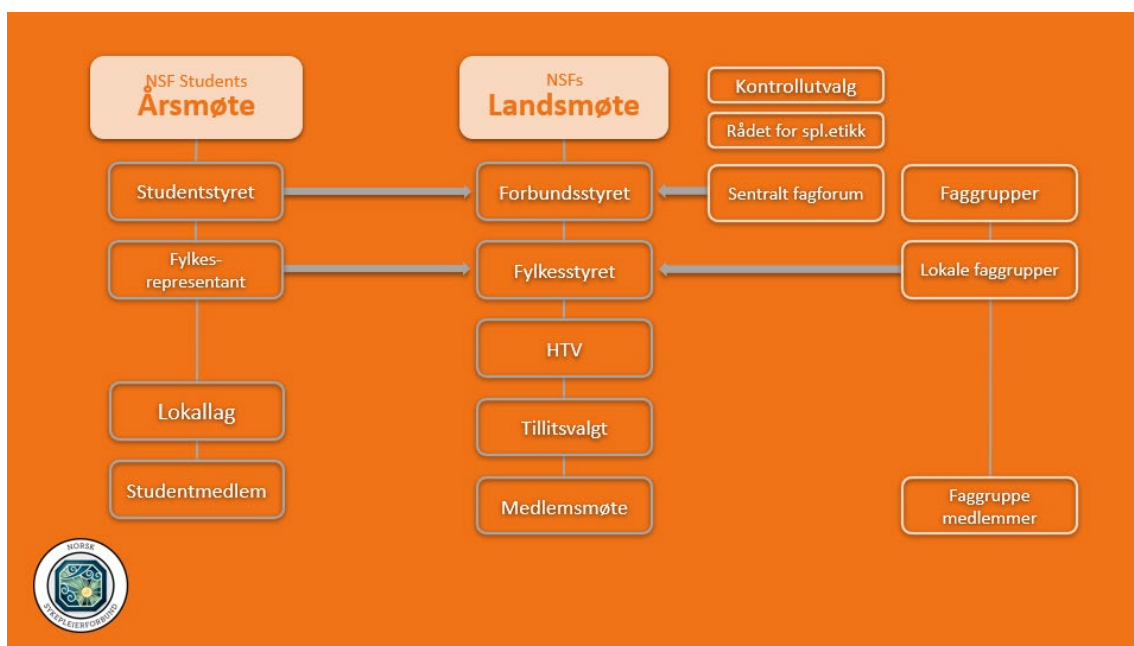 NSF Students
Årsmøte
NSFs
Landsmøte
Kontrollutvalg
Rådet for spl.etikk
Studentstyret
Forbundsstyret
Sentralt fagforum
Faggrupper
Fylkes-
representant
Fylkesstyret
Lokale faggrupper
HTV
Lokallag
Tillitsvalgt
Studentmedlem
Medlemsmøte
Faggruppe
medlemmer
NORSK
SYKEPLEIERFORBUND